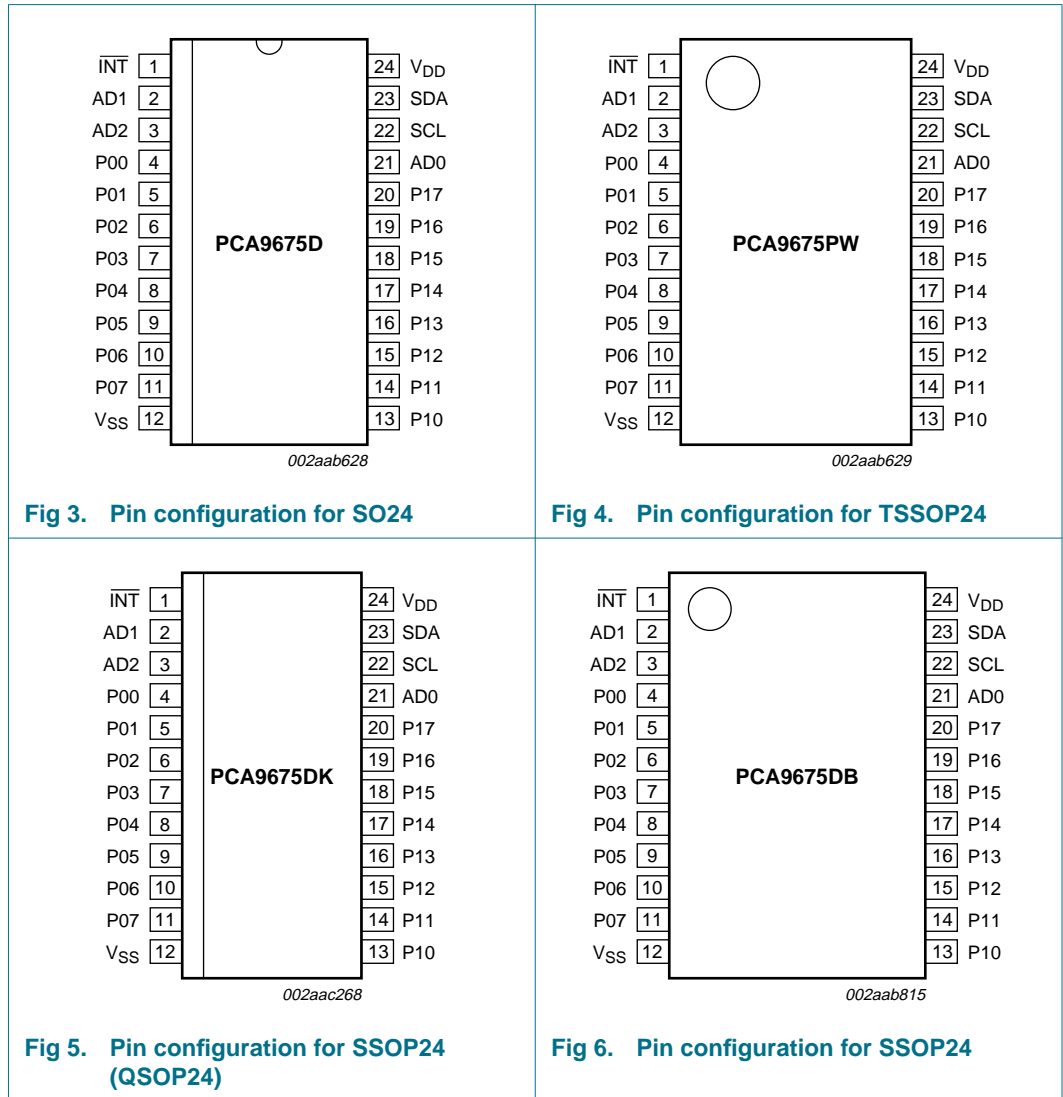 INT 1 24 VDD
AD1 2 23 SDA
AD2 3 22 SCL
P00 4 21 AD0
P01 5 20 P17
P02 6 19 P16
P03 7 PCA9675D 18 P15
P04 8 17 P14
P05 9 16 P13
P06 10 15 P12
P07 11 14 P11
VSS 12 13 P10
002aab628
Fig 3. Pin configuration for SO24
INT 1 24 VDD
AD1 2 23 SDA
AD2 3 22 SCL
P00 4 21 AD0
P01 5 20 P17
P02 6 19 P16
P03 7 PCA9675PW 18 P15
P04 8 17 P14
P05 9 16 P13
P06 10 15 P12
P07 11 14 P11
VSS 12 13 P10
002aab629
Fig 4. Pin configuration for TSSOP24
INT 1 24 VDD
AD1 2 23 SDA
AD2 3 22 SCL
P00 4 21 AD0
P01 5 20 P17
P02 6 19 P16
P03 7 PCA9675DK 18 P15
P04 8 17 P14
P05 9 16 P13
P06 10 15 P12
P07 11 14 P11
VSS 12 13 P10
002aac268
Fig 5. Pin configuration for SSOP24
(QSOP24)
INT 1 24 VDD
AD1 2 23 SDA
AD2 3 22 SCL
P00 4 21 AD0
P01 5 20 P17
P02 6 19 P16
P03 7 PCA9675DB 18 P15
P04 8 17 P14
P05 9 16 P13
P06 10 15 P12
P07 11 14 P11
VSS 12 13 P10
002aab815
Fig 6. Pin configuration for SSOP24